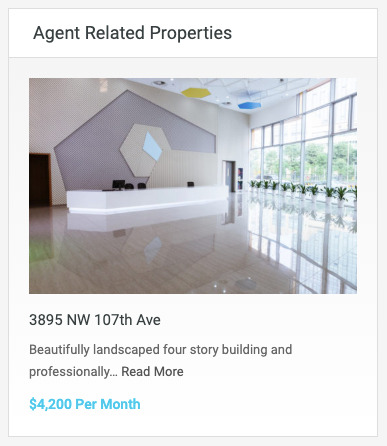 Agent Related Properties
3895 NW 107th Ave
Beautifully landscaped four story building and
professionally… Read More
$4,200 Per Month